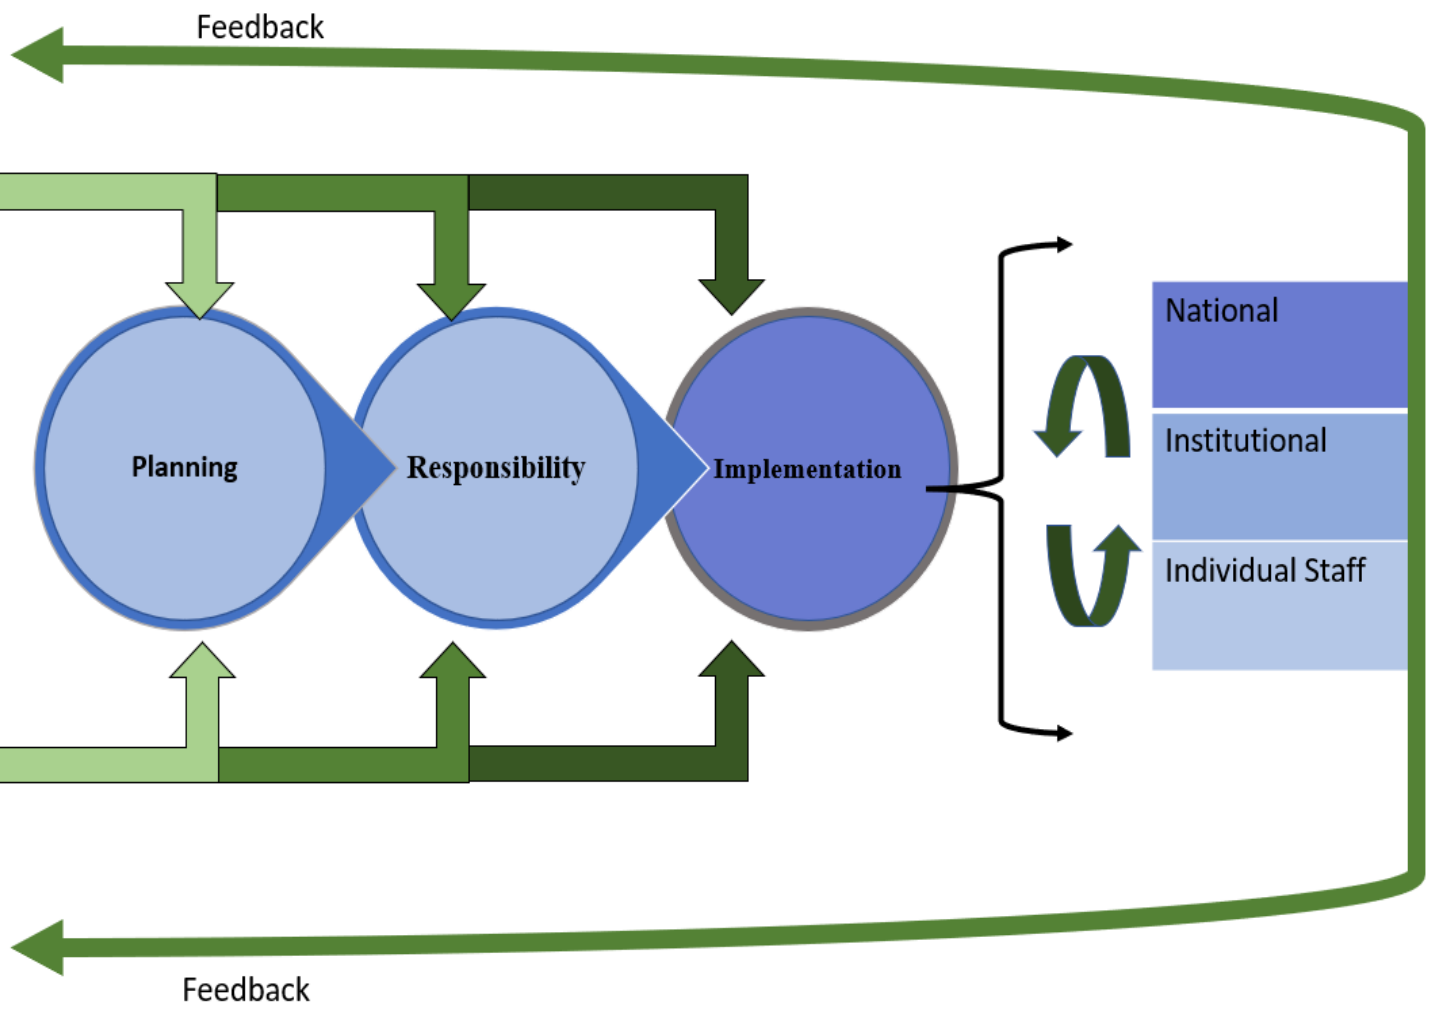 Feedback
Planning
Responsibility
Implementation
National
Institutional
Individual Staff
Feedback